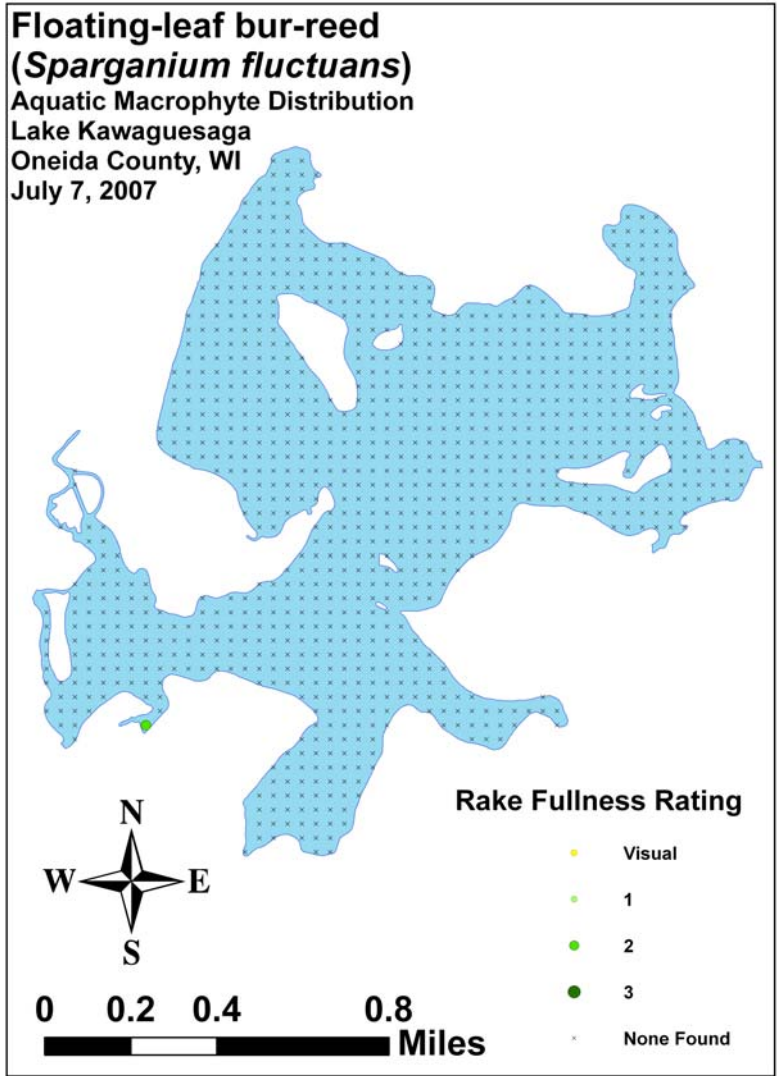 Floating-leaf bur-reed
(Sparganium fluctuans)
Aquatic Macrophyte Distribution
Lake Kawaguesaga
Oneida County, WI
July 7, 2007
N
W E
S
0 0.2 0.4 0.8
Miles
Rake Fullness Rating
Visual
1
2
3
None Found